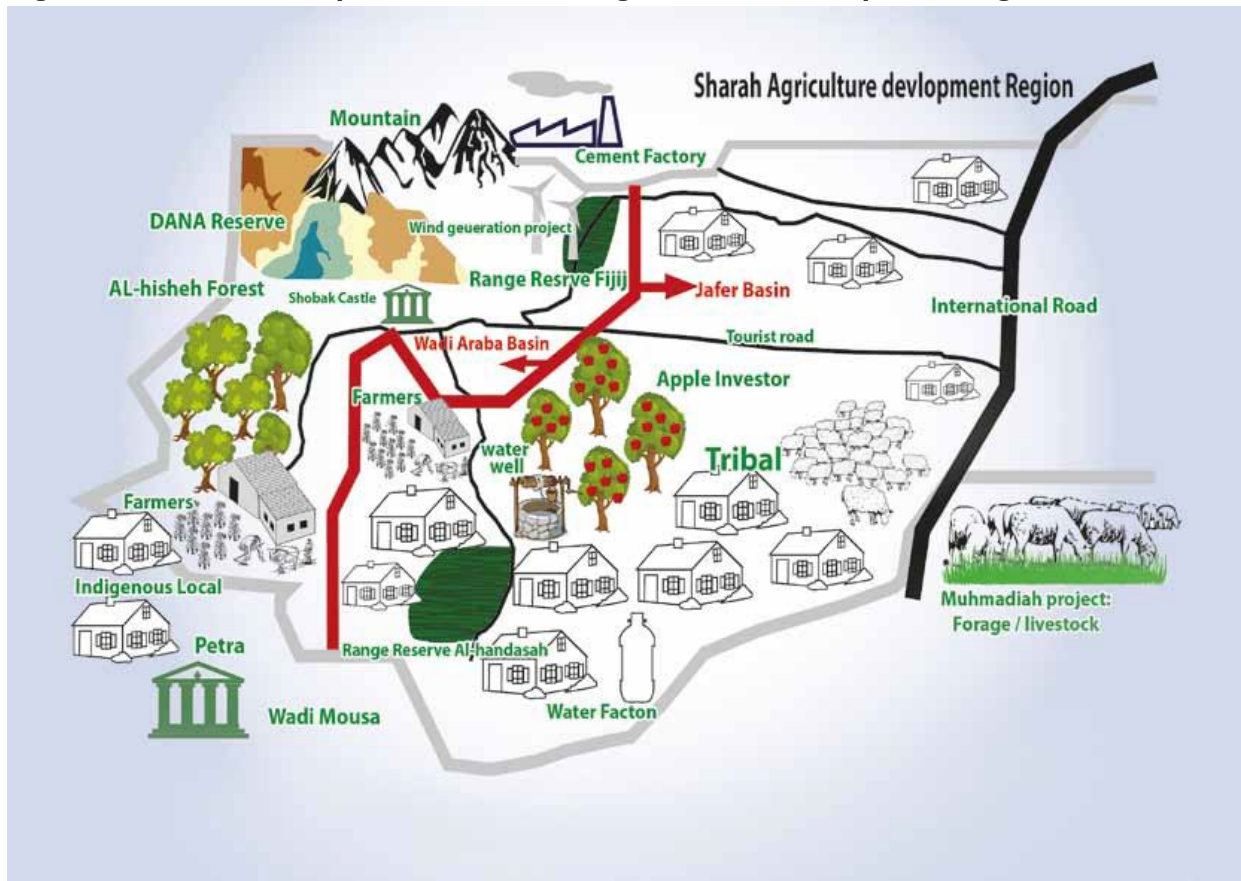 Sharah Agriculture devlopment Region
Mountain
Cement Factory
DANA Reserve
Wind geueration project
AL-hisheh Forest
Range Resrve Fijij
Jafer Basin
Shobak Castle
International Road
Wadi Araba Basin
Tourist road
Apple Investor
Farmers
water
well
Tribal
Farmers
Indigenous Local
Muhmadiah project:
Forage / livestock
Petra
Range Reserve Al-handasah
Wadi Mousa
Water Facton